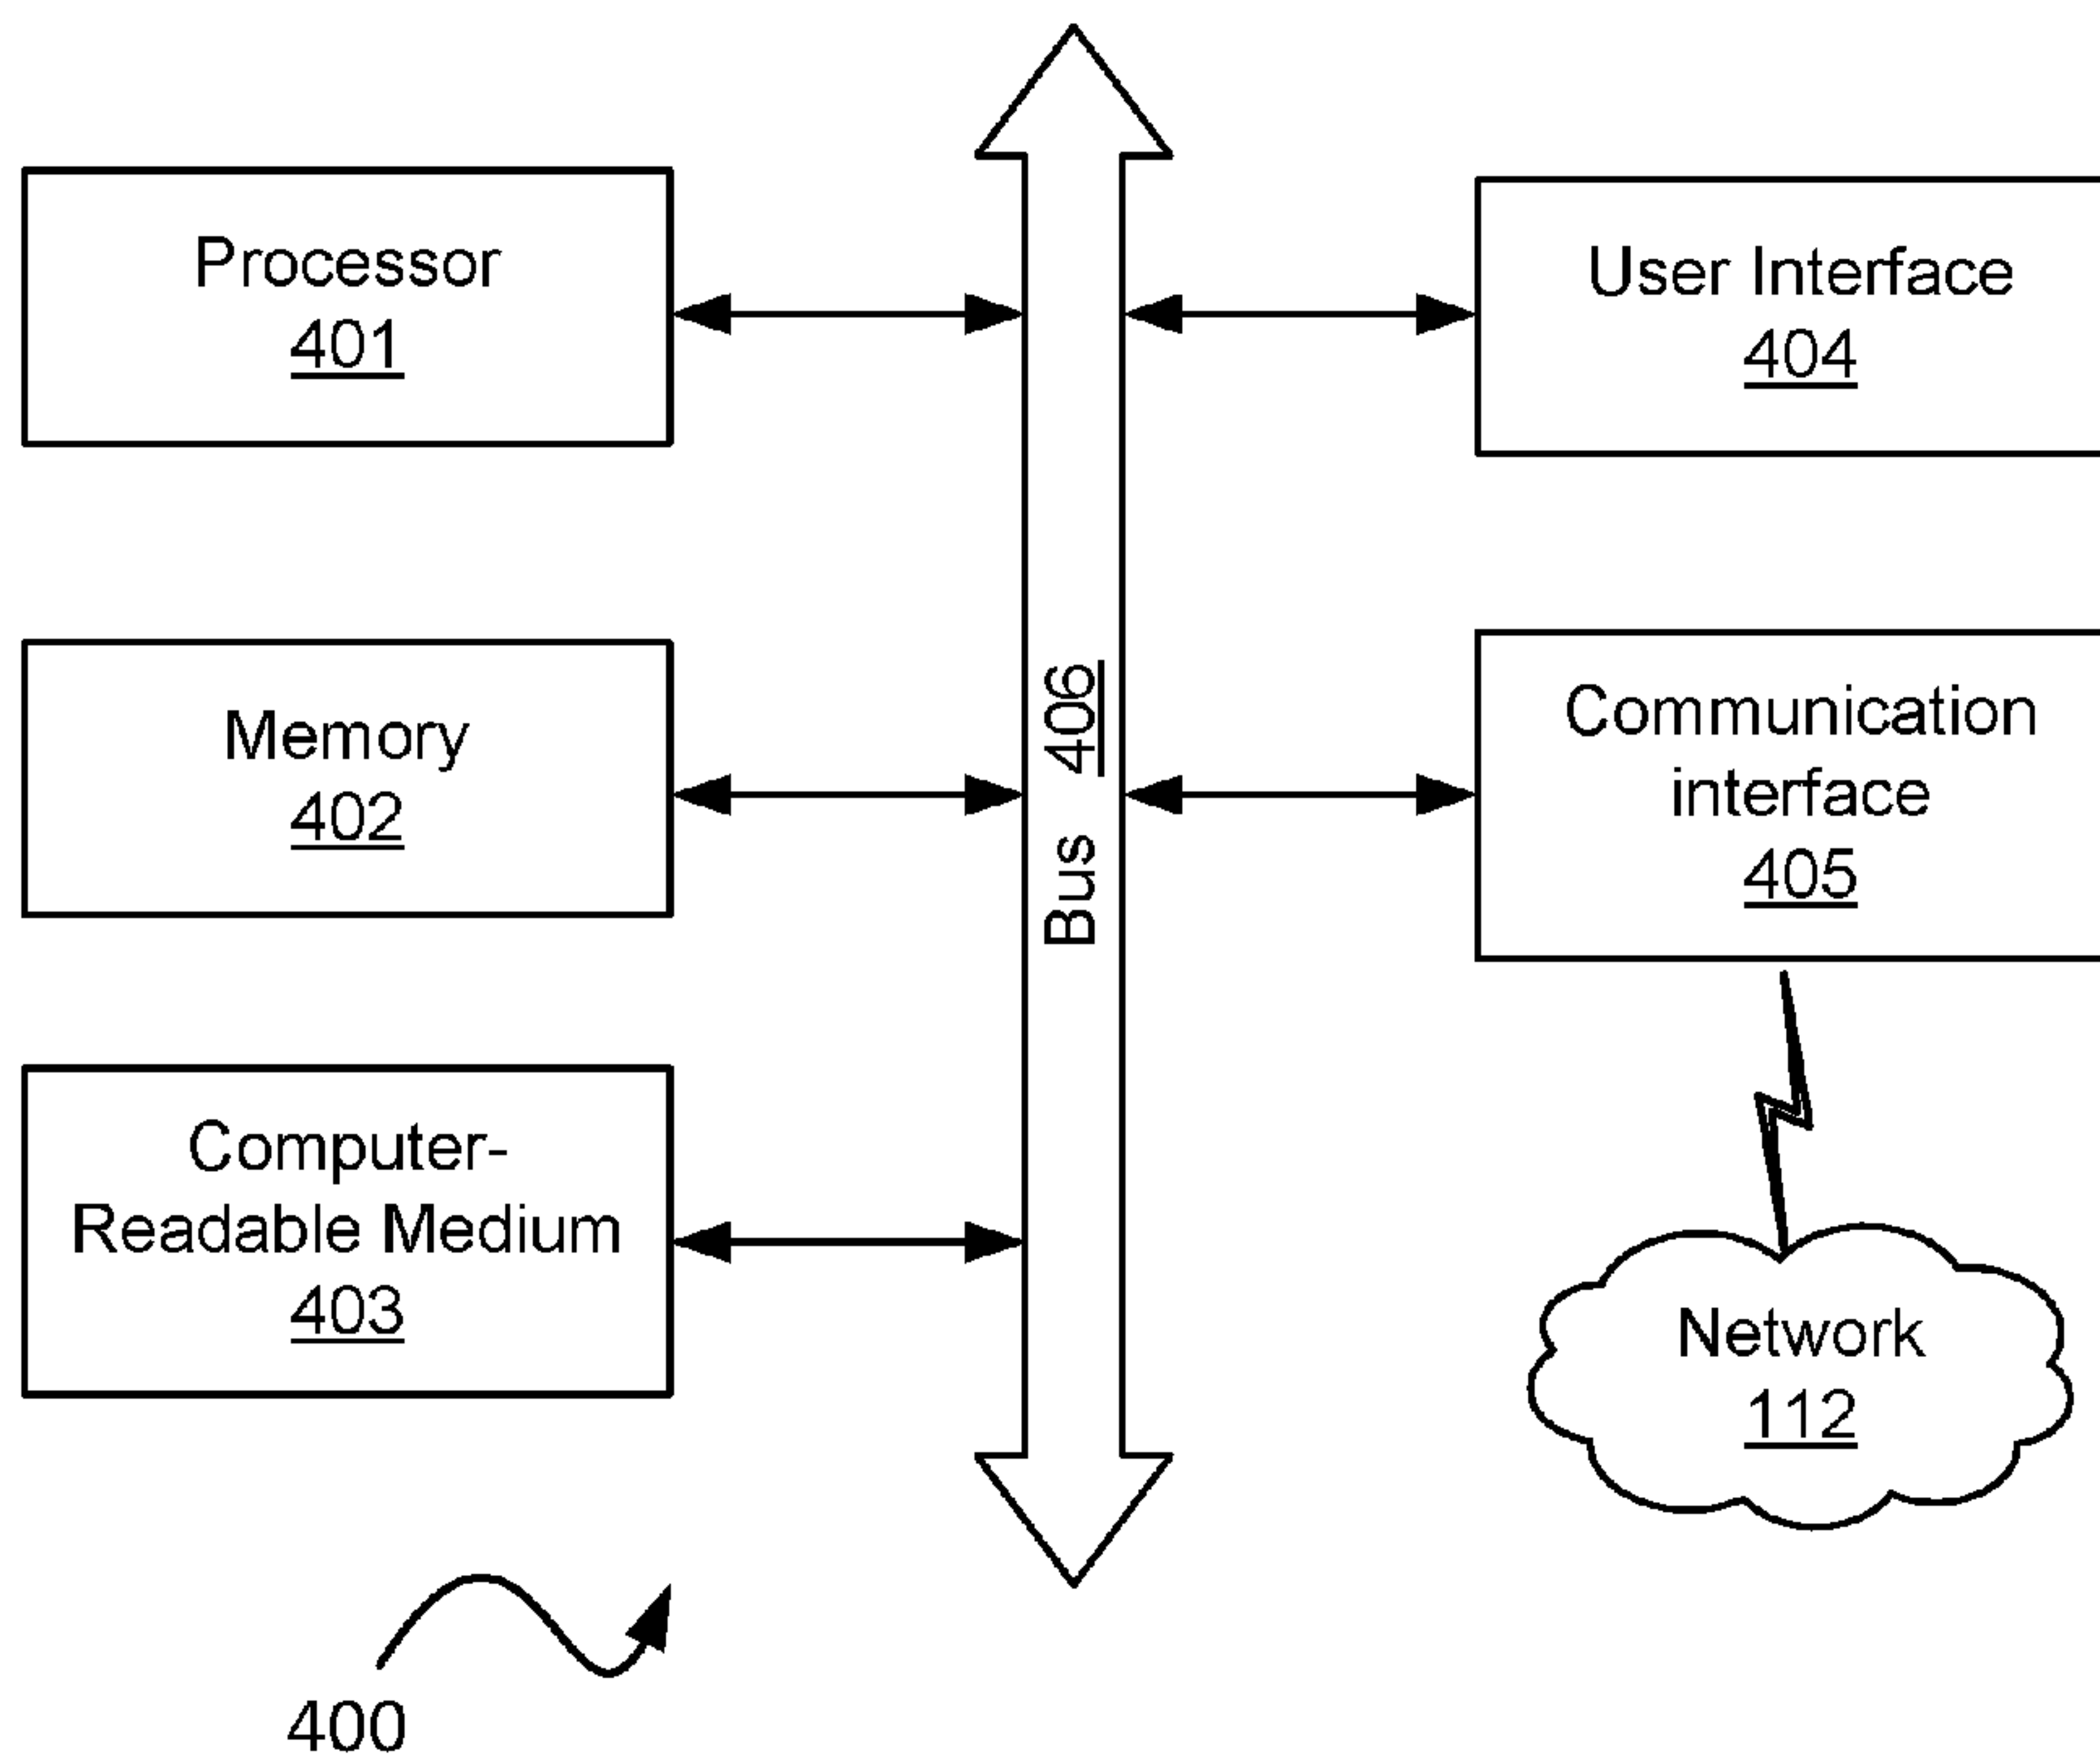 Processor
401
Memory
402
Computer-
Readable Medium
403
Bus 406
User Interface
404
Communication
interface
405
Network
112
400